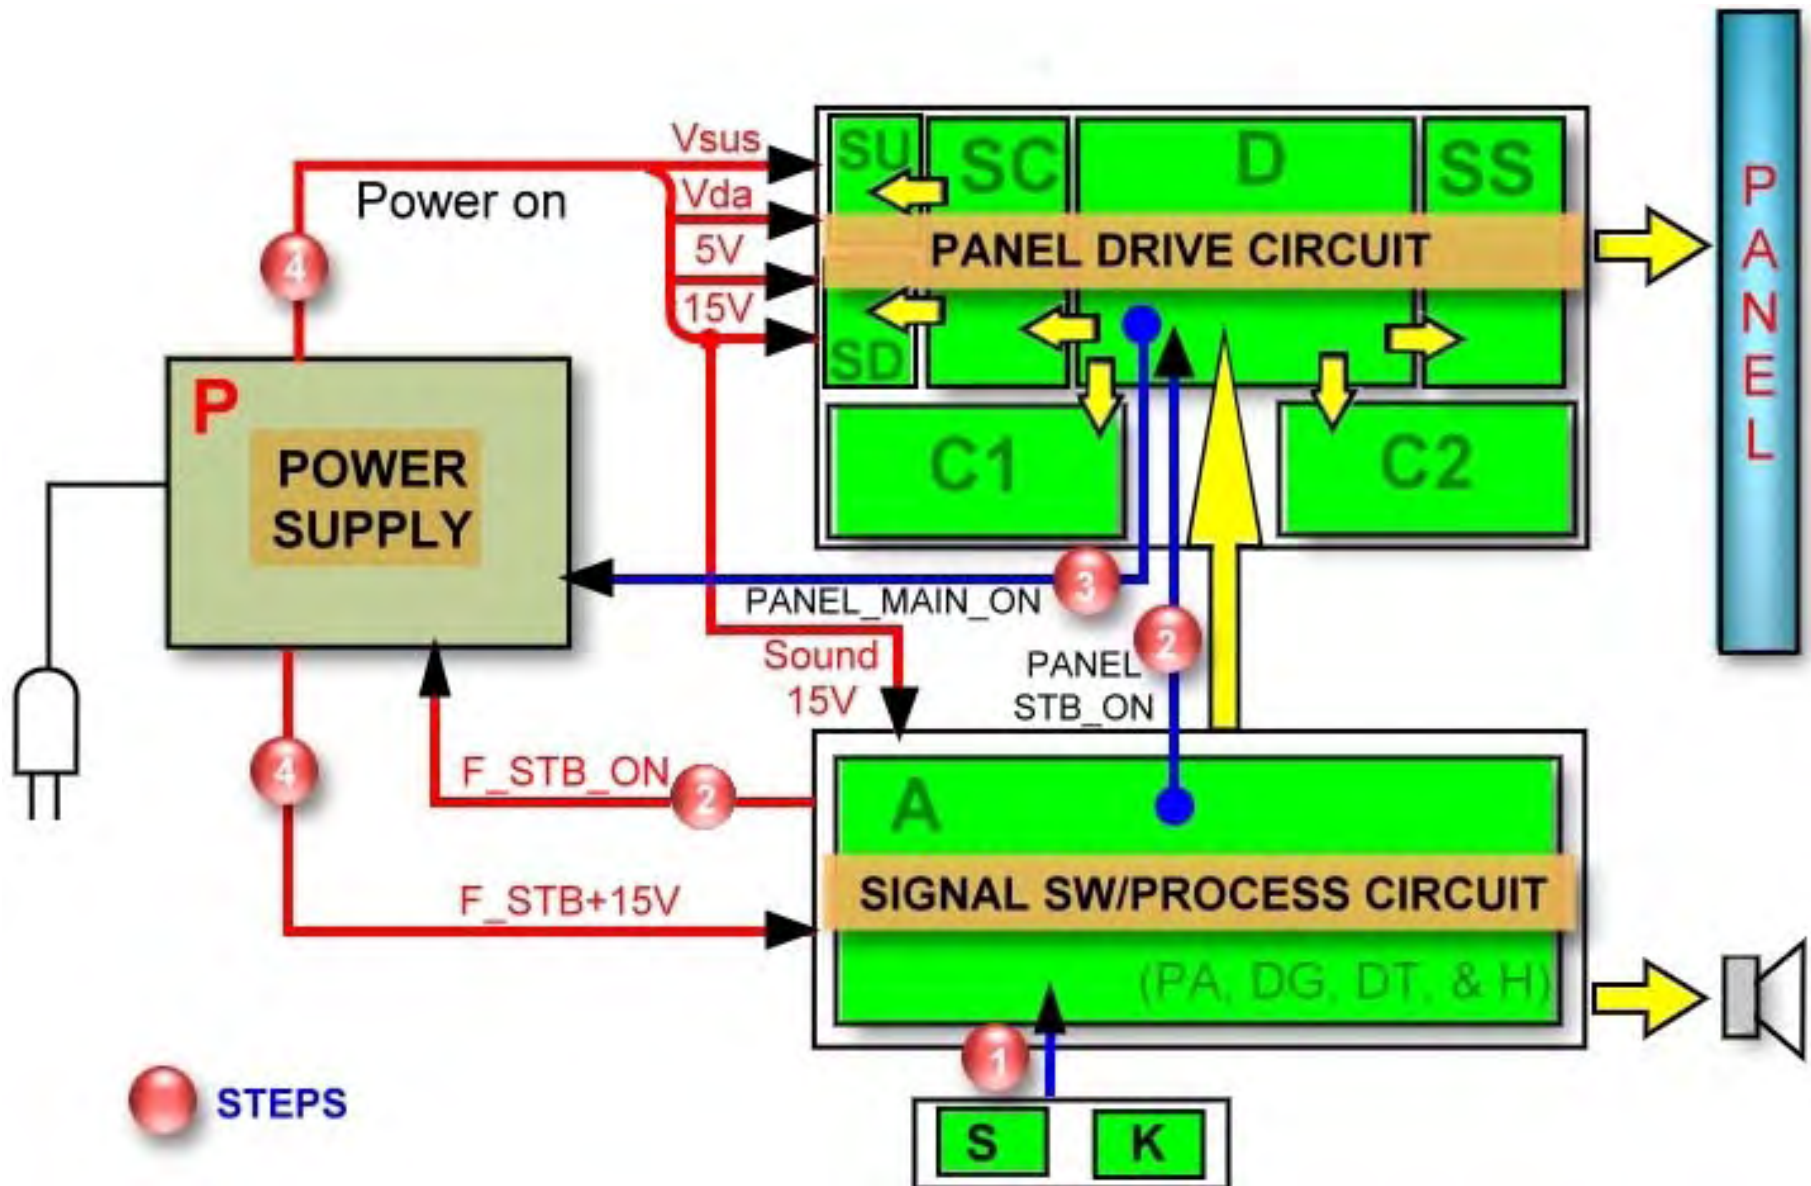 Vsus
SU
SC
D
SS
Power on
Vda
5V
PANEL DRIVE CIRCUIT
4
15V
SD
PANEL
P
POWER
SUPPLY
C1
C2
3
PANEL_MAIN_ON
2
Sound
15V
PANEL
STB_ON
4
F_STB_ON
2
A
F_STB+15V
SIGNAL SW/PROCESS CIRCUIT
(PA, DG, DT, & H)
1
STEPS
S
K